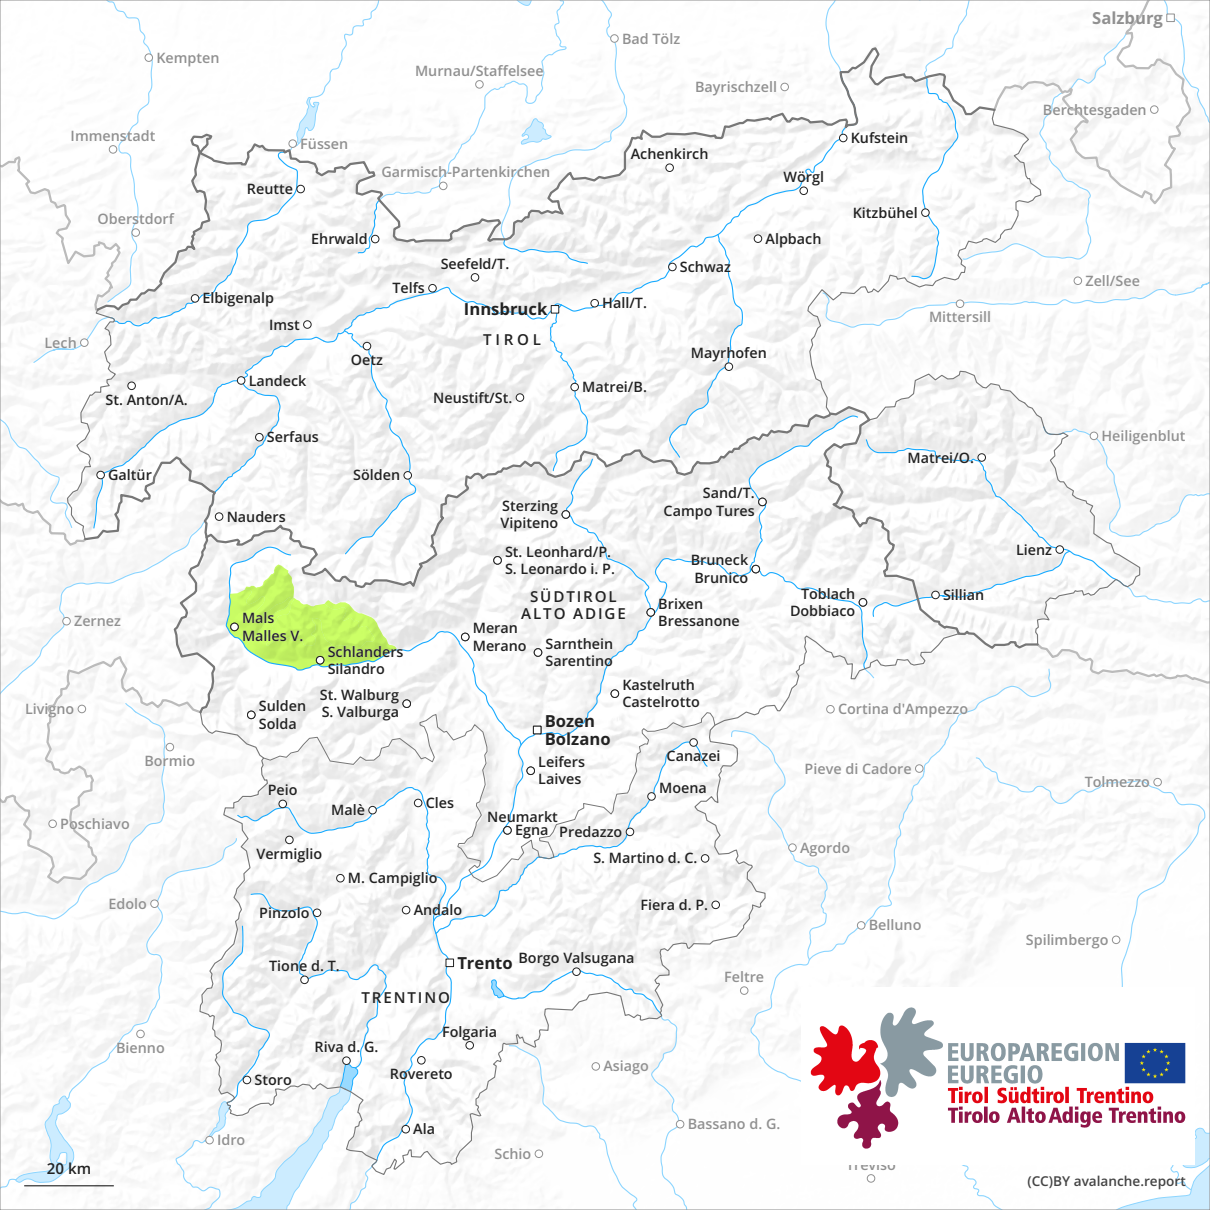 Salzburg
Bad Tölz
Kempten
Murnau/Staffelsee
Bayrischzell
Berchtesgaden
Immenstadt
Füssen
Kufstein
Achenkirch
Garmisch-Partenkirchen
Wörgl
Reutte
Kitzbühel
Oberstdorf
Ehrwald
Alpbach
Seefeld/T.
Schwaz
Zell/See
Telfs
Elbigenalp
Hall/T.
Innsbruck
Mittersill
Imst
TIROL
Lech
Oetz
Mayrhofen
Landeck
Matrei/B.
St. Anton/A.
Neustift/St.
Serfaus
Heiligenblut
Matrei/O.
Galtür
Sölden
Sand/T.
Campo Tures
Sterzing
Vipiteno
Nauders
Lienz
St. Leonhard/P.
S. Leonardo i. P.
Bruneck
Brunico
SÜDTIROL
ALTO ADIGE
Toblach
Dobbiaco
Sillian
Brixen
Bressanone
Zernez
Mals
Malles V.
Meran
Merano
Sarnthein
Sarentino
Schlanders
Silandro
Kastelruth
Castelrotto
St. Walburg
S. Valburga
Sulden
Solda
Livigno
Cortina d'Ampezzo
Bozen
Bolzano
Bormio
Canazei
Leifers
Laives
Pieve di Cadore
Tolmezzo
Peio
Moena
Malè
Cles
Neumarkt
Egna
Predazzo
Poschiavo
Vermiglio
Agordo
S. Martino d. C.
M. Campiglio
Edolo
Pinzolo
Andalo
Fiera d. P.
Belluno
Spilimbergo
Trento
Borgo Valsugana
Tione d. T.
Feltre
TRENTINO
Folgaria
Bienno
Riva d. G.
Rovereto
Asiago
Storo
EUROPAREGION
EUREGIO
Tirol Südtirol Trentino
Tirolo Alto Adige Trentino
Ala
Bassano d. G.
Idro
Schio
Treviso
20 km
(CC)BY avalanche.report